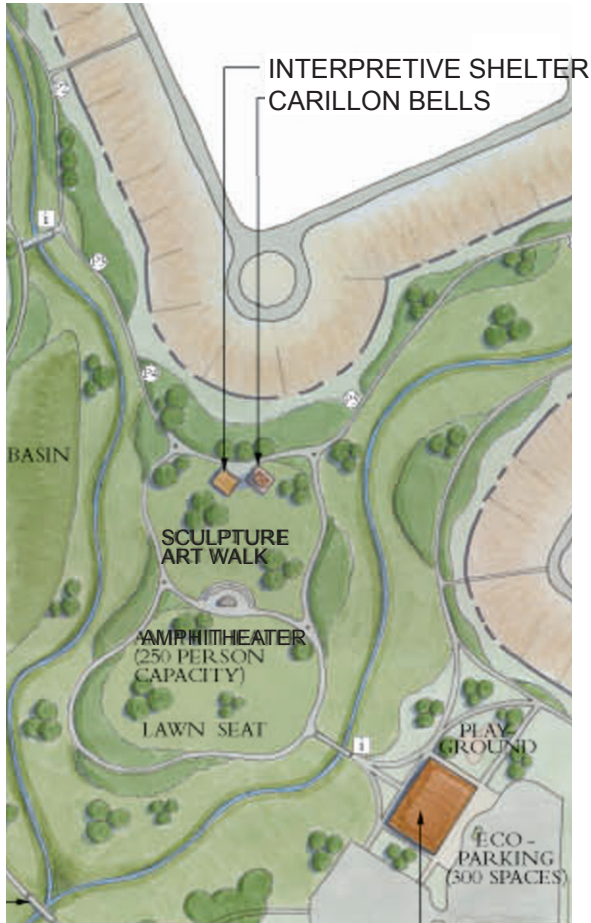 INTERPRETIVE SHELTER
CARILLON BELLS
i
BASIN
SCULPTURE
ART WALK
AMPHITHEATER
(250 PERSON
CAPACITY)
LAWN SEAT
i
PLAY-
GROUND
ECO-
PARKING
(300 SPACES)